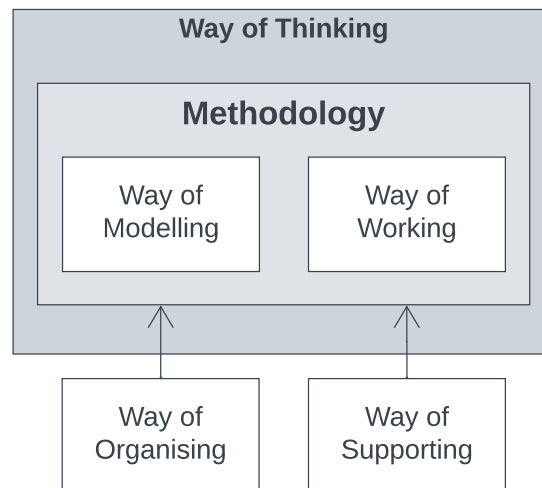 Way of Thinking
Methodology
Way of
Modelling
Way of
Working
Way of
Organising
Way of
Supporting